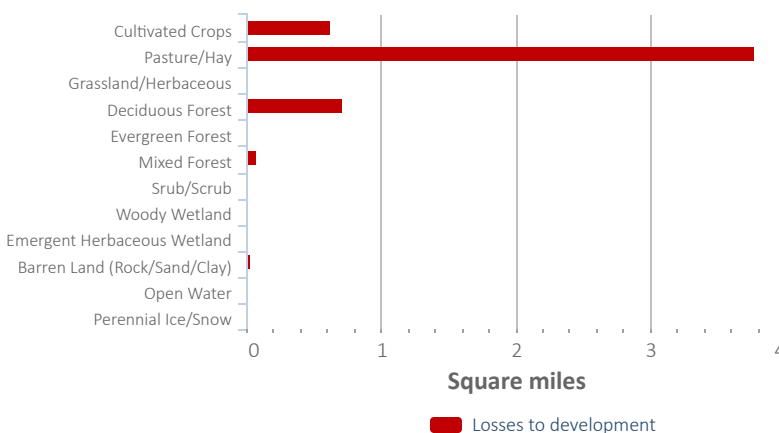 Cultivated Crops
Pasture/Hay
Grassland/Herbaceous
Deciduous Forest
Evergreen Forest
Mixed Forest
Srub/Scrub
Woody Wetland
Emergent Herbaceous Wetland
Barren Land (Rock/Sand/Clay)
Open Water
Perennial Ice/Snow
0 1 2 3 4
Square miles
Losses to development